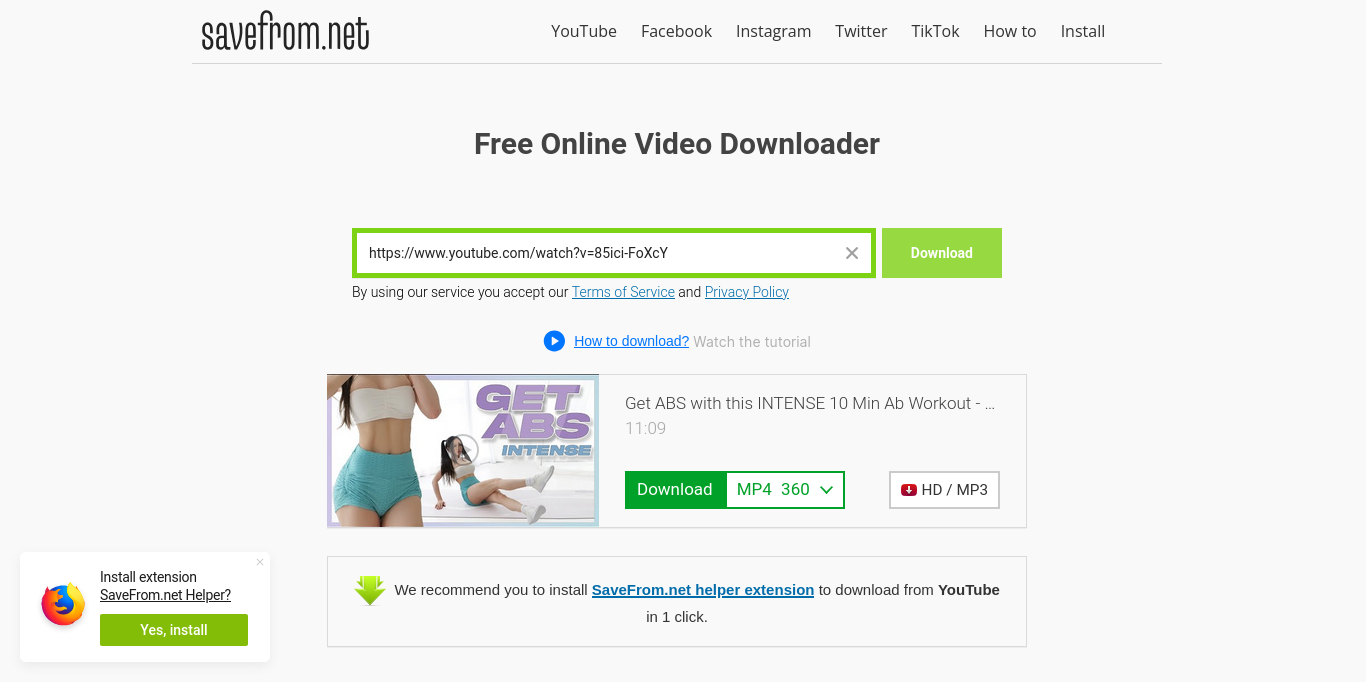 savefrom.net
YouTube Facebook Instagram Twitter TikTok How to Install
Free Online Video Downloader
https://www.youtube.com/watch?v=85ici-FoXcY
Download
By using our service you accept our Terms of Service and Privacy Policy
How to download? Watch the tutorial
GET
ABS
INTENSE
Get ABS with this INTENSE 10 Min Ab Workout - ...
11:09
Download MP4 360
HD / MP3
We recommend you to install SaveFrom.net helper extension to download from YouTube
in 1 click.
Install extension
SaveFrom.net Helper?
Yes, install